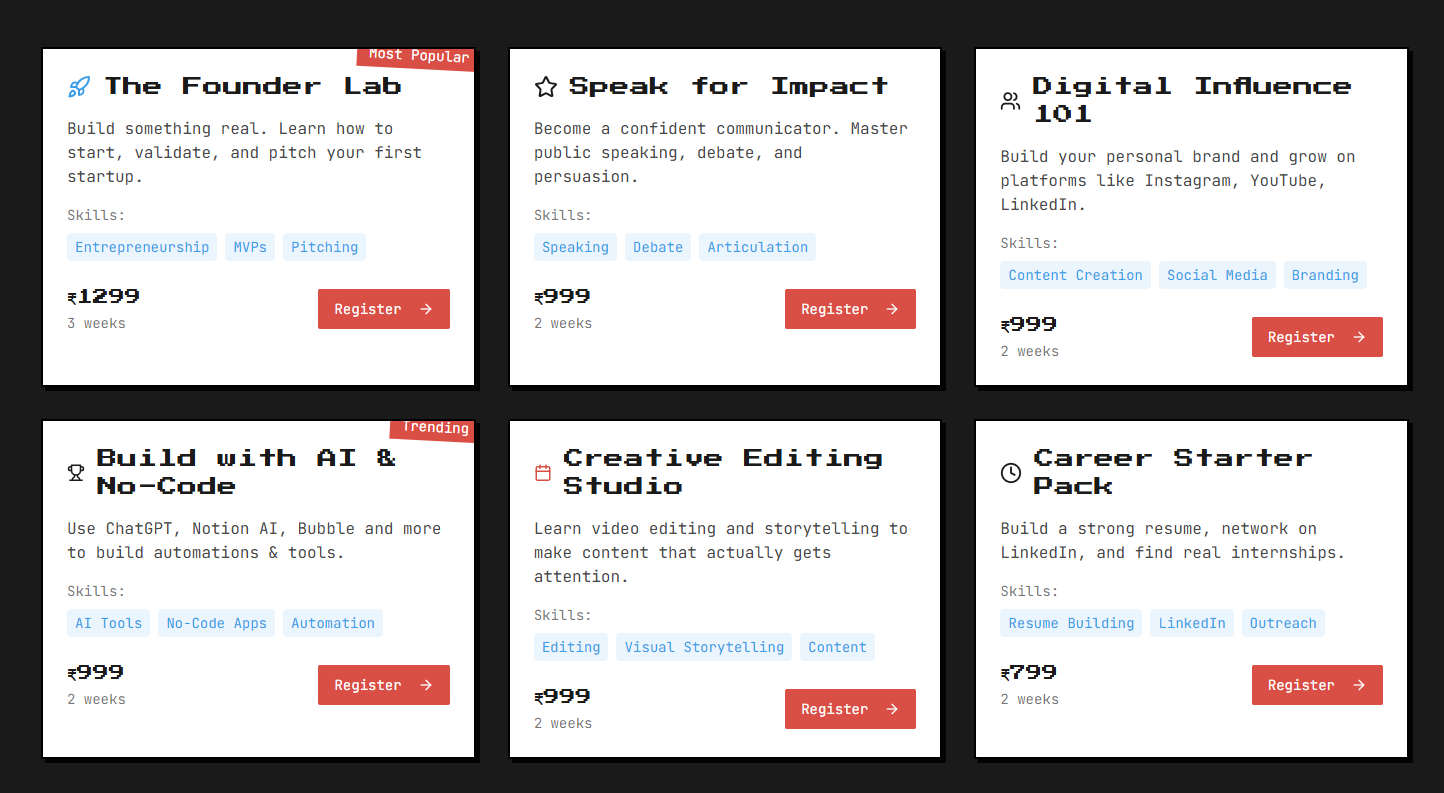 Most Popular
The Founder Lab
Build something real. Learn how to
start, validate, and pitch your first
startup.
Skills:
Entrepreneurship MVPs Pitching
₹1299
3 weeks
Register
Speak for Impact
Become a confident communicator. Master
public speaking, debate, and
persuasion.
Skills:
Speaking Debate Articulation
₹999
2 weeks
Register
Digital Influence
101
Build your personal brand and grow on
platforms like Instagram, YouTube,
LinkedIn.
Skills:
Content Creation Social Media Branding
₹999
2 weeks
Register
Trending
Build with AI &
No-Code
Use ChatGPT, Notion AI, Bubble and more
to build automations & tools.
Skills:
AI Tools No-Code Apps Automation
₹999
2 weeks
Register
Creative Editing
Studio
Learn video editing and storytelling to
make content that actually gets
attention.
Skills:
Editing Visual Storytelling Content
₹999
2 weeks
Register
Career Starter
Pack
Build a strong resume, network on
LinkedIn, and find real internships.
Skills:
Resume Building LinkedIn Outreach
₹799
2 weeks
Register